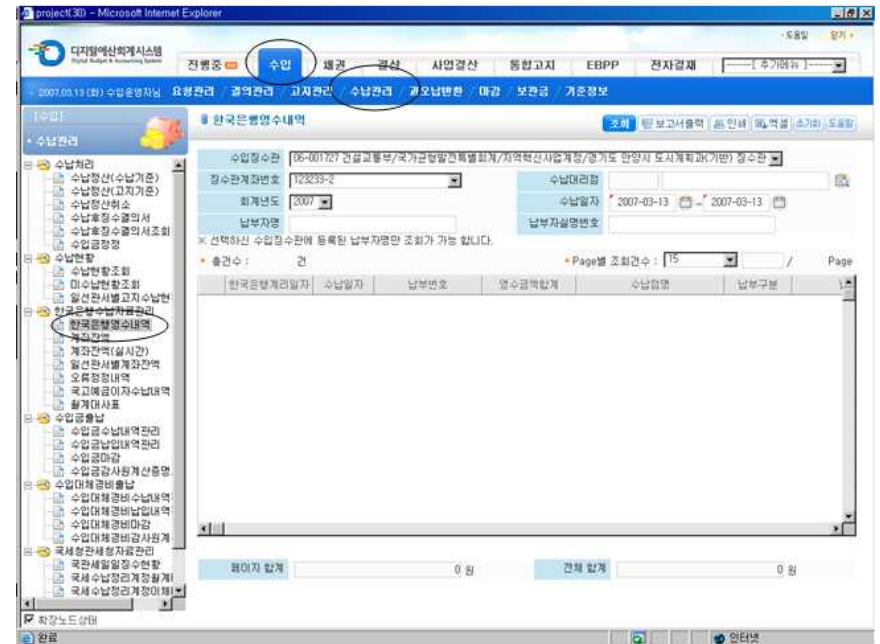 project(30) - Microsoft Internet Explorer
도움말 닫기
디지털예산회계시스템
Digital Budget & Accounting System
진행중 수입 채권 결산 사업결산 통합고지 EBPP 전자결재 ------[ 추가메뉴 ]------
2007.03.13 (화) 수입운영자님 요청관리 / 결의관리 / 고지관리 / 수납관리 / 과오납반환 / 마감 / 보관금 / 기준정보
[수입]
수납관리
수납처리
수납정산(수납기준)
수납정산(고지기준)
수납정산취소
수납후징수결의서
수납후징수결의서조회
수입금정정
수납현황
수납현황조회
미수납현황조회
일선관서별고지수납현
한국은행수납자료관리
한국은행영수내역
계좌잔액
계좌잔액(실시간)
일선관서별계좌잔액
오류정정내역
국고예금이자수납내역
월계대사표
수입금출납
수입금수납내역관리
수입금납입내역관리
수입금마감
수입금감사원계산증명
수입대체경비출납
수입대체경비수납내역
수입대체경비납입내역
수입대체경비마감
수입대체경비감사원계
국세청관세청자료관리
국관세일일징수현황
국세수납정리계정월계
국세수납정리계정이체
확장노드상태
한국은행영수내역
조회 보고서출력 인쇄 엑셀 추가(I) 도움말
수입징수관 06-001727 건설교통부/국가균형발전특별회계/지역혁신사업계정/경기도 안양시 도시계획과(기반) 징수관
징수관계좌번호 123233-2 수납대리점
회계년도 2007 수납일자 2007-03-13 ~ 2007-03-13
납부자명 납부자실명번호
※ 선택하신 수입징수관에 등록된 납부자명만 조회가 가능 합니다.
총건수 : 건 Page별 조회건수 : 15 / Page
한국은행계리일자 수납일자 납부번호 영수금액합계 수납점명 납부구분
페이지 합계 0 원 전체 합계 0 원
완료 인터넷